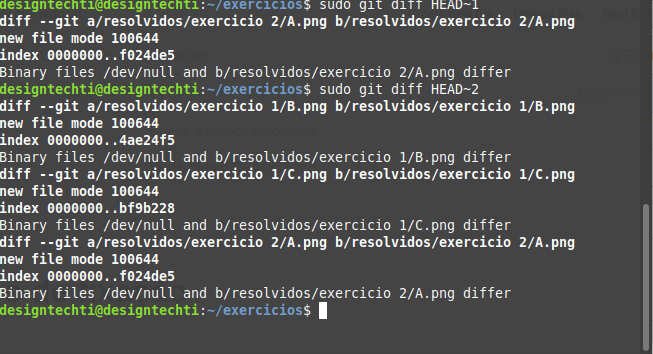 designtechti@designtechti:~/exercicios$ sudo git diff HEAD~1
diff --git a/resolvidos/exercicio 2/A.png b/resolvidos/exercicio 2/A.png
new file mode 100644
index 0000000..f024de5
Binary files /dev/null and b/resolvidos/exercicio 2/A.png differ
designtechti@designtechti:~/exercicios$ sudo git diff HEAD~2
diff --git a/resolvidos/exercicio 1/B.png b/resolvidos/exercicio 1/B.png
new file mode 100644
index 0000000..4ae24f5
Binary files /dev/null and b/resolvidos/exercicio 1/B.png differ
diff --git a/resolvidos/exercicio 1/C.png b/resolvidos/exercicio 1/C.png
new file mode 100644
index 0000000..bf9b228
Binary files /dev/null and b/resolvidos/exercicio 1/C.png differ
diff --git a/resolvidos/exercicio 2/A.png b/resolvidos/exercicio 2/A.png
new file mode 100644
index 0000000..f024de5
Binary files /dev/null and b/resolvidos/exercicio 2/A.png differ
designtechti@designtechti:~/exercicios$